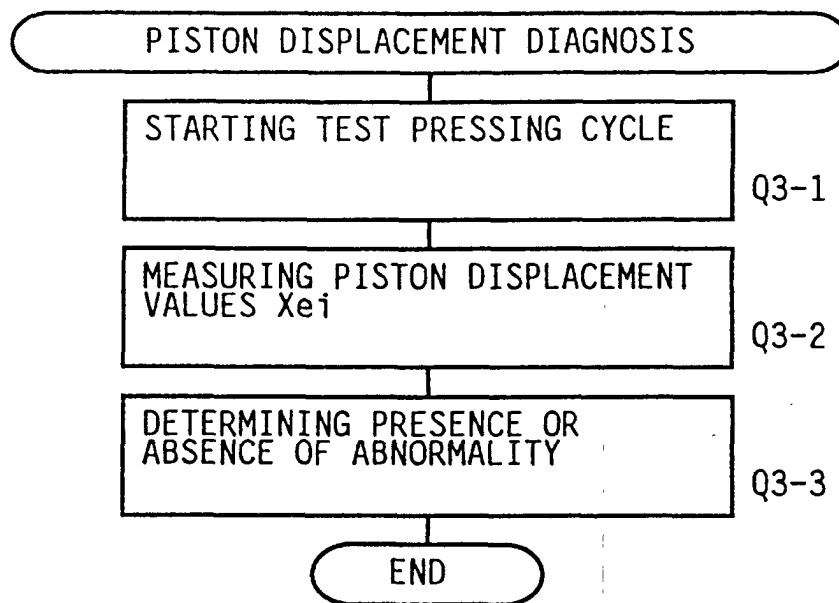 PISTON DISPLACEMENT DIAGNOSIS
STARTING TEST PRESSING CYCLE
Q3-1
MEASURING PISTON DISPLACEMENT
VALUES Xei
Q3-2
DETERMINING PRESENCE OR
ABSENCE OF ABNORMALITY
Q3-3
END